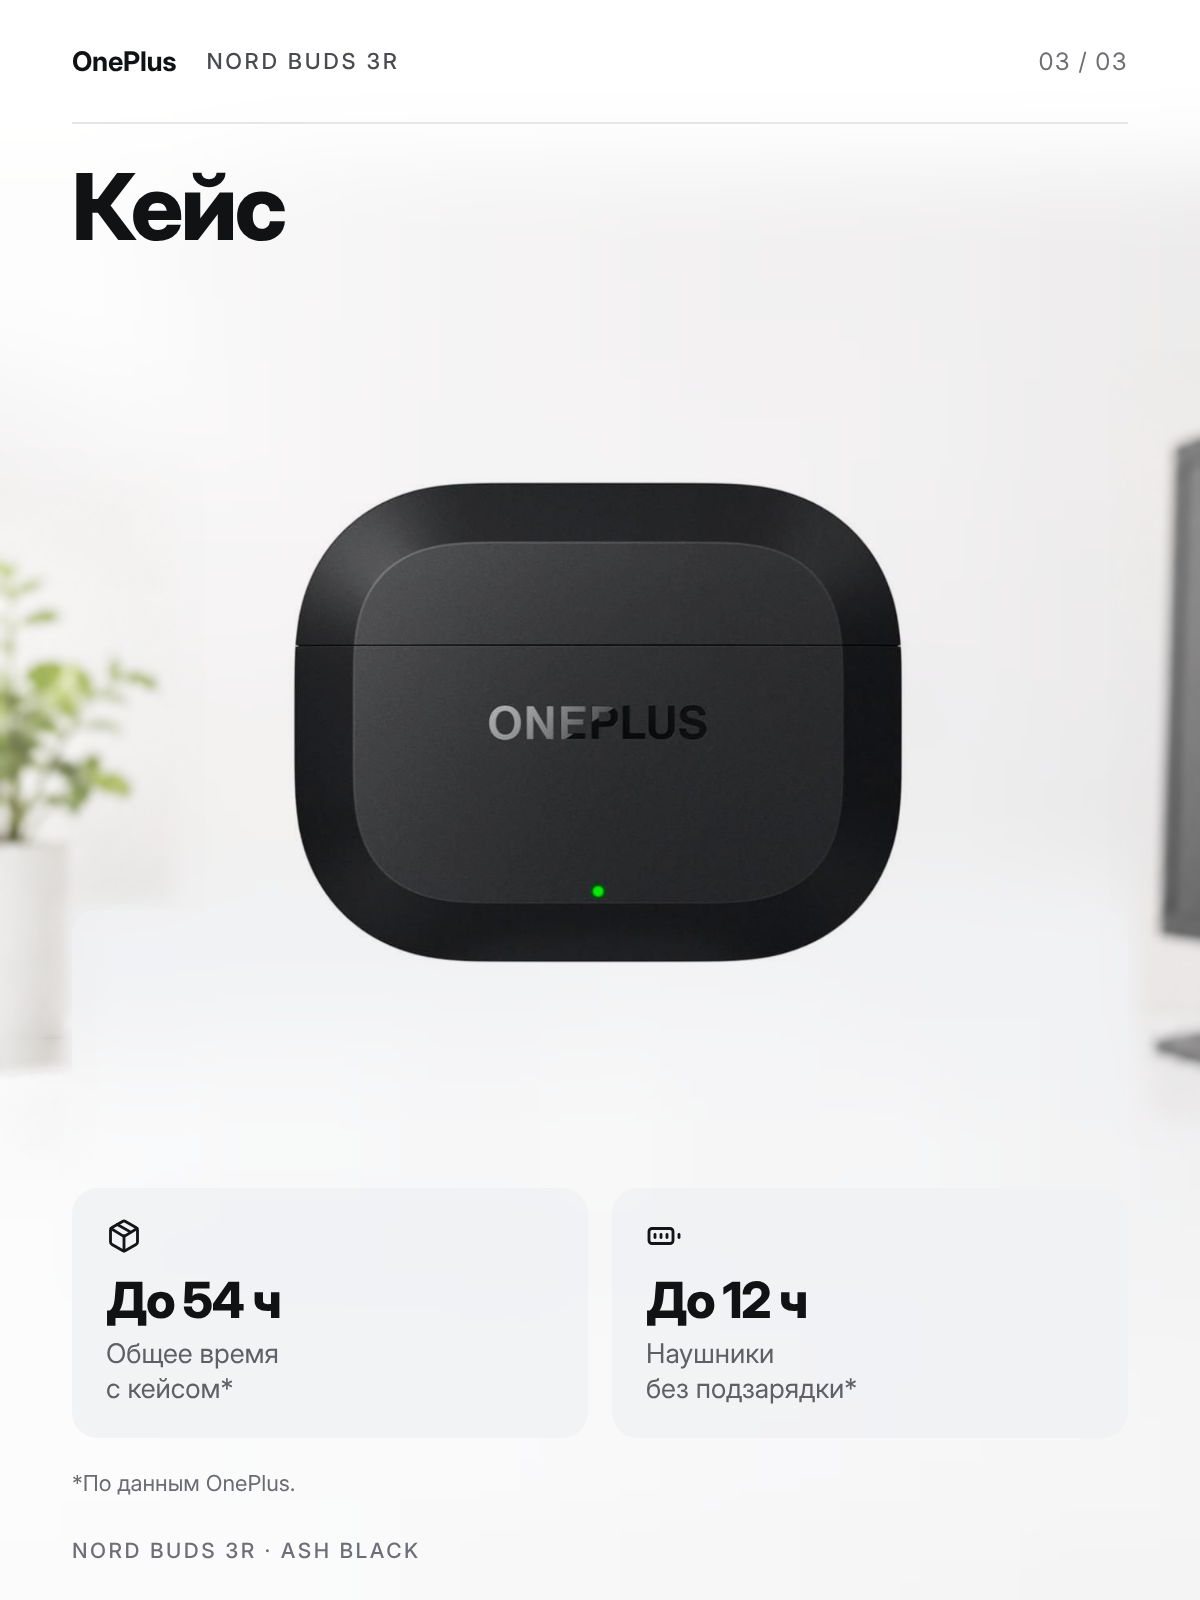 OnePlus NORD BUDS 3R 03 / 03
Кейс
ONEPLUS
До 54 ч
Общее время
с кейсом*
До 12 ч
Наушники
без подзарядки*
*По данным OnePlus.
NORD BUDS 3R · ASH BLACK